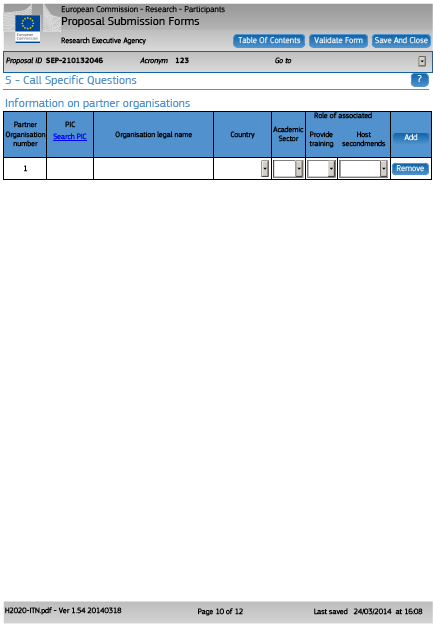 European Commission - Research - Participants
Proposal Submission Forms
Research Executive Agency
Table Of Contents
Validate Form
Save And Close
European
Commission
Proposal ID SEP-210132046 Acronym 123 Go to
5 - Call Specific Questions ?
Information on partner organisations
Partner Organisation number
PIC
Search PIC
Organisation legal name
Country
Academic Sector
Role of associated
Provide training
Host secondmends
Add
1
Remove
H2020-ITN.pdf - Ver 1.54 20140318 Page 10 of 12 Last saved 24/03/2014 at 16:08